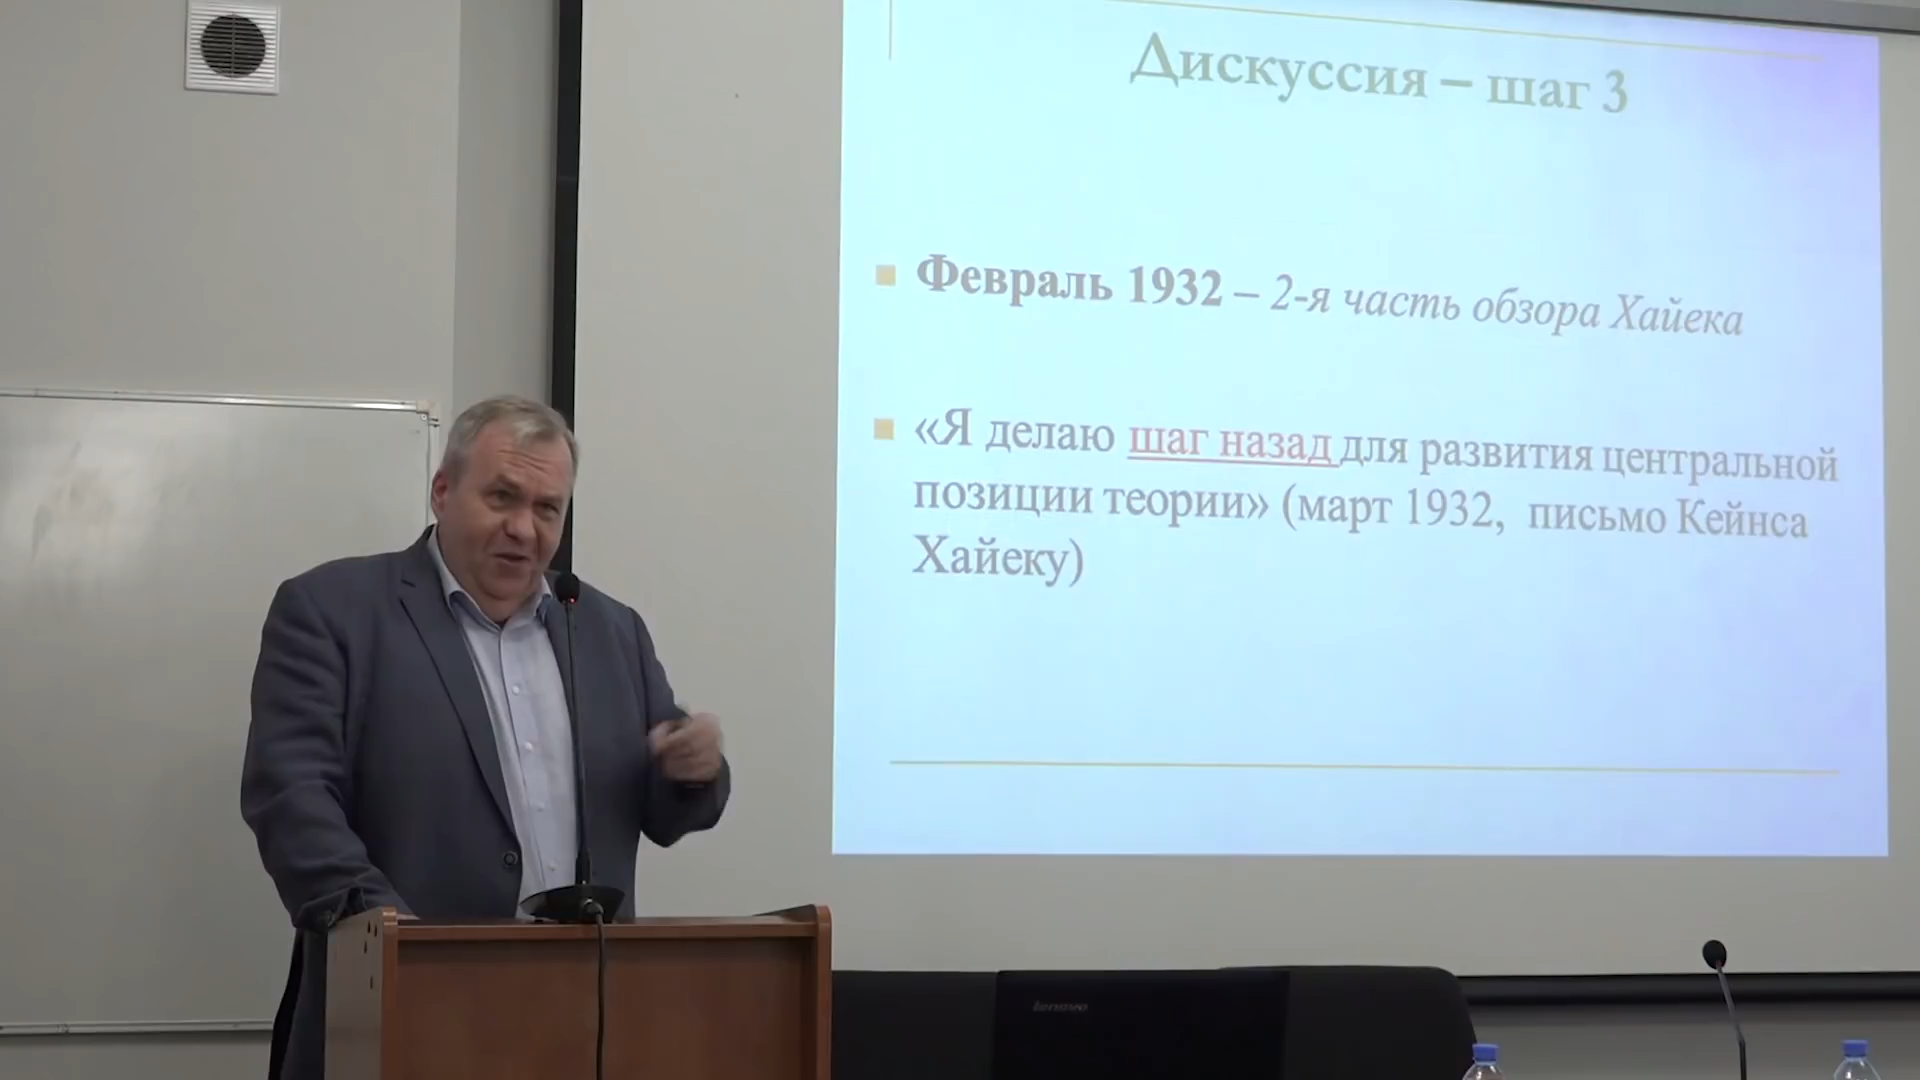 Дискуссия – шаг 3
Февраль 1932 – 2-я часть обзора Хайека
«Я делаю шаг назад для развития центральной
позиции теории» (март 1932, письмо Кейнса
Хайеку)
lenovo